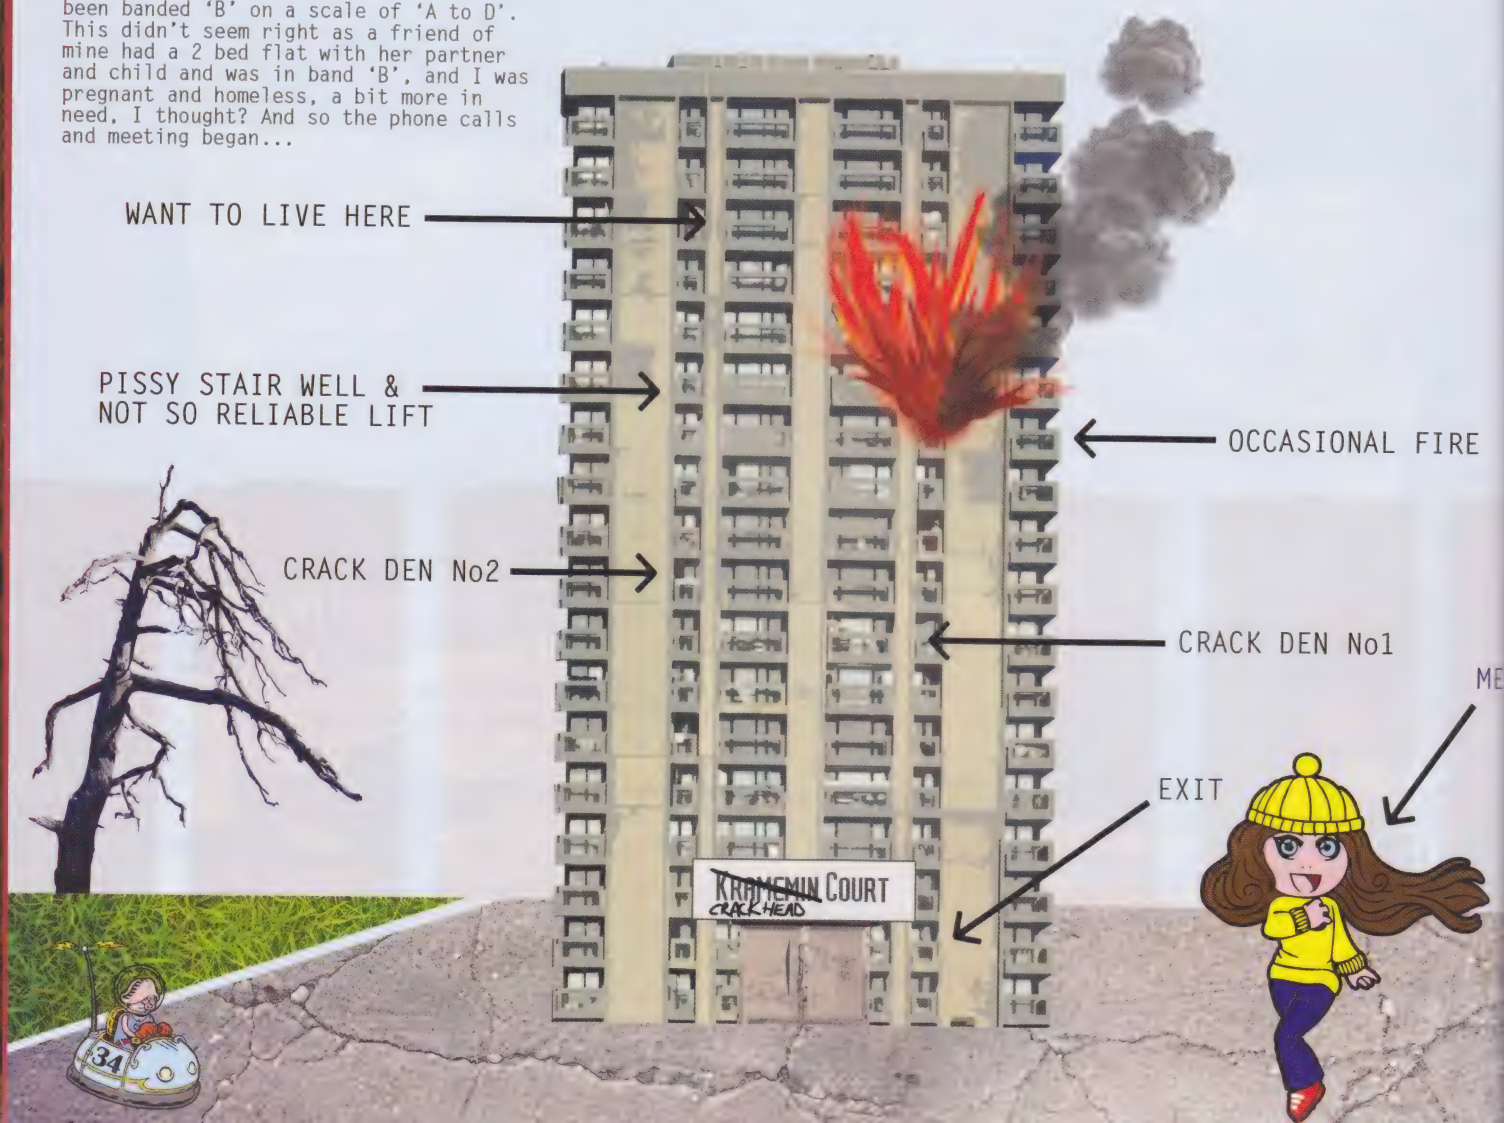 been banded ‘B’ on a scale of ‘A to D’.
This didn’t seem right as a friend of
mine had a 2 bed flat with her partner
and child and was in band ‘B’, and I was
pregnant and homeless, a bit more in
need, I thought? And so the phone calls
and meeting began...
WANT TO LIVE HERE
PISSY STAIR WELL &
NOT SO RELIABLE LIFT
OCCASIONAL FIRE
CRACK DEN No2
CRACK DEN No1
ME
EXIT
KRAMEMIN COURT
CRACK HEAD
34